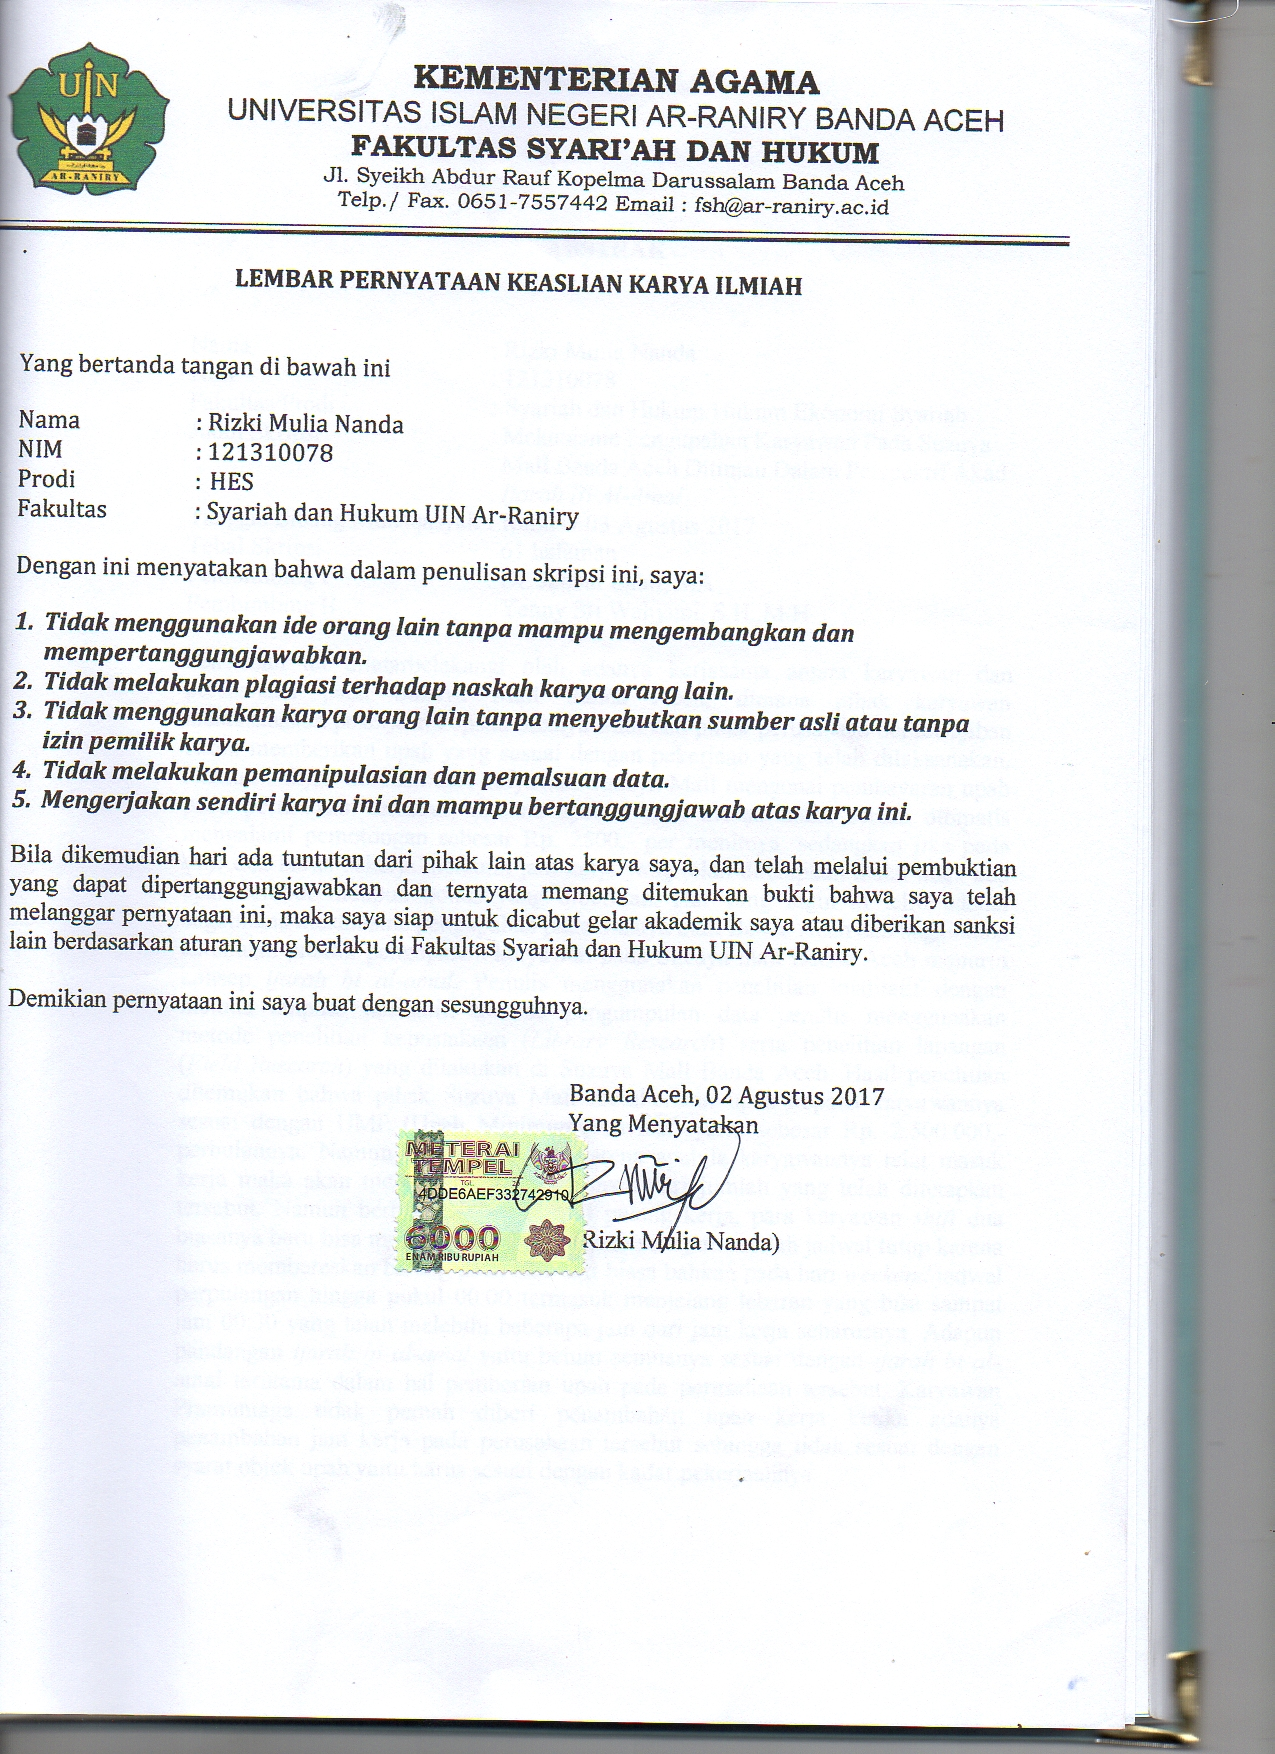 UIN
AR-RANIRY
KEMENTERIAN AGAMA
UNIVERSITAS ISLAM NEGERI AR-RANIRY BANDA ACEH
FAKULTAS SYARI'AH DAN HUKUM
Jl. Syeikh Abdur Rauf Kopelma Darussalam Banda Aceh
Telp./ Fax. 0651-7557442 Email : fsh@ar-raniry.ac.id
LEMBAR PERNYATAAN KEASLIAN KARYA ILMIAH
Yang bertanda tangan di bawah ini
Nama : Rizki Mulia Nanda
NIM : 121310078
Prodi : HES
Fakultas : Syariah dan Hukum UIN Ar-Raniry
Dengan ini menyatakan bahwa dalam penulisan skripsi ini, saya:
1. Tidak menggunakan ide orang lain tanpa mampu mengembangkan dan
mempertanggungjawabkan.
2. Tidak melakukan plagiasi terhadap naskah karya orang lain.
3. Tidak menggunakan karya orang lain tanpa menyebutkan sumber asli atau tanpa
izin pemilik karya.
4. Tidak melakukan pemanipulasian dan pemalsuan data.
5. Mengerjakan sendiri karya ini dan mampu bertanggungjawab atas karya ini.
Bila dikemudian hari ada tuntutan dari pihak lain atas karya saya, dan telah melalui pembuktian
yang dapat dipertanggungjawabkan dan ternyata memang ditemukan bukti bahwa saya telah
melanggar pernyataan ini, maka saya siap untuk dicabut gelar akademik saya atau diberikan sanksi
lain berdasarkan aturan yang berlaku di Fakultas Syariah dan Hukum UIN Ar-Raniry.
Demikian pernyataan ini saya buat dengan sesungguhnya.
Banda Aceh, 02 Agustus 2017
Yang Menyatakan
METERAI
TEMPEL
TGL
4DDE6AEF332742910
6000
ENAM RIBU RUPIAH
Rizki Mulia Nanda)